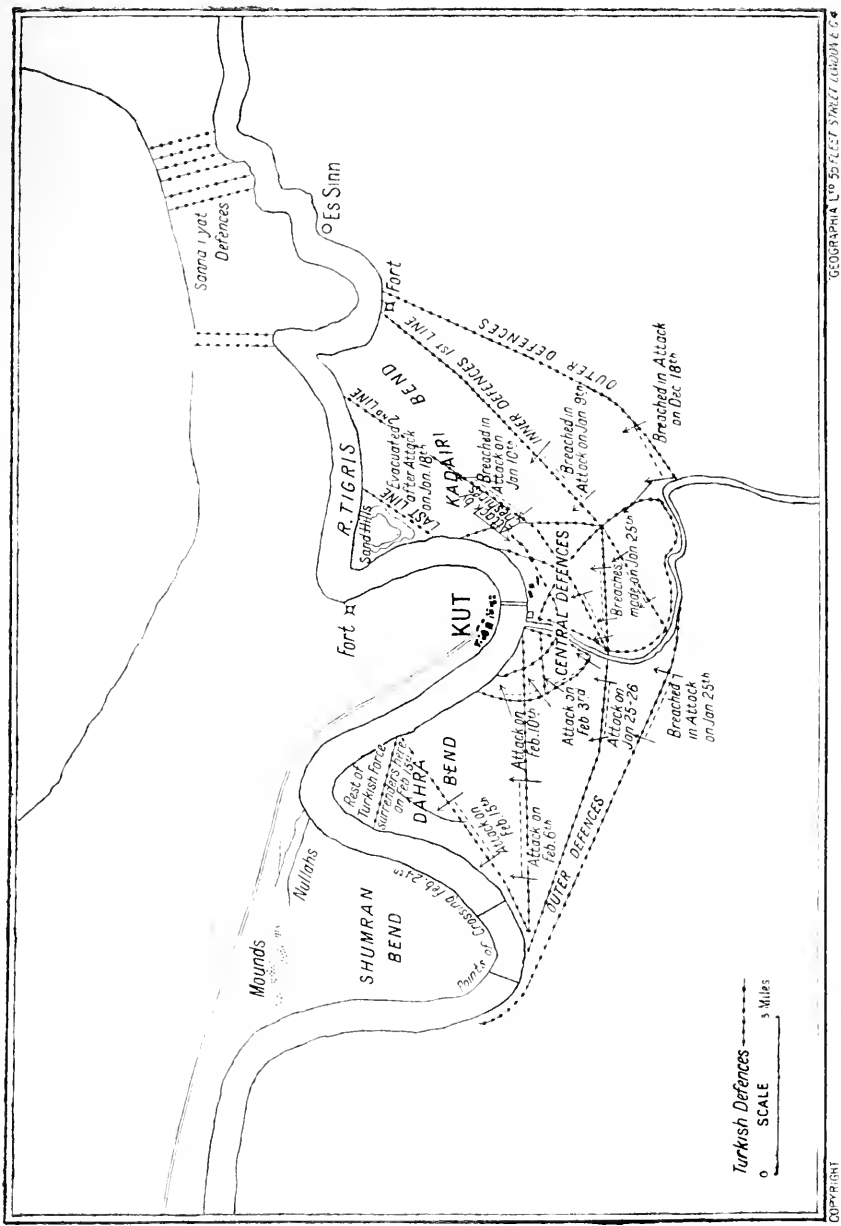 Sanna i yat
Defences
Es Sinn
Fort
OUTER DEFENCES
INNER DEFENCES 1ST LINE
BEND
KADAIRI
2ND LINE
Evacuated
after Attack
on Jan. 18th
LAST LINE
R. TIGRIS
Sand Hills
Attack by
Cheshires
Breached in
Attack on
Jan 10th
Breached in
Attack on Jan 9th
Breached in Attack
on Dec 18th
Fort
KUT
CENTRAL DEFENCES
Breaches
made on Jan 25th
Attack on
Feb. 10th
Attack on
Feb 3rd
Attack on
Jan 25-26
Breached
in Attack
on Jan 25th
Rest of
Turkish Force
surrenders here
on Feb 15th
DAHRA
BEND
Attack on
Feb. 15th
Attack on
Feb. 6th
OUTER DEFENCES
Nullahs
Mounds
SHUMRAN
BEND
Points of Crossing Feb. 24th
Turkish Defences
0 3 Miles
SCALE
COPYRIGHT
"GEOGRAPHIA" LTD 55 FLEET STREET LONDON E.C.4